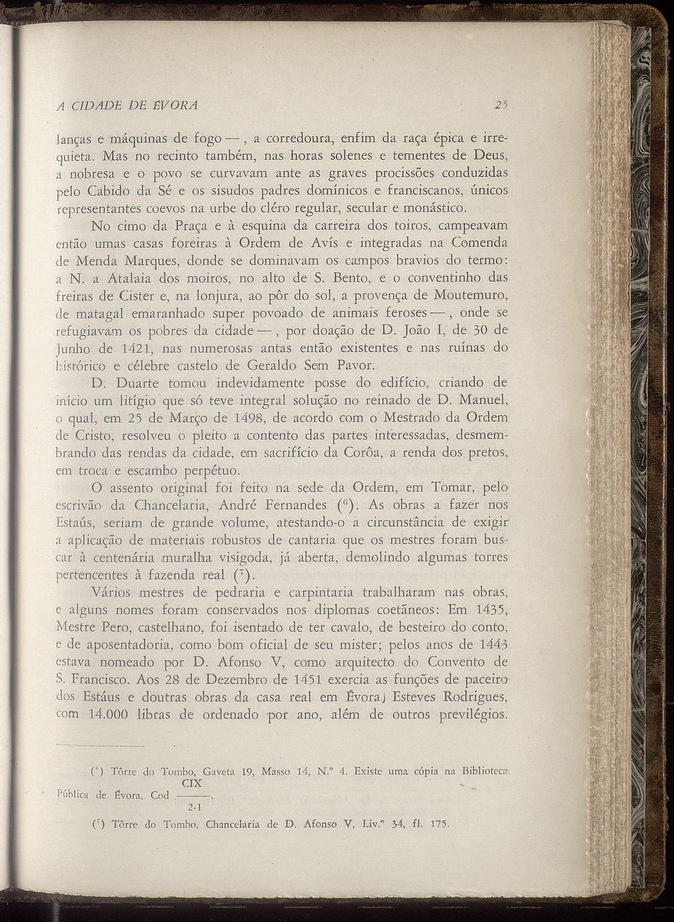 A CIDADE DE ÉVORA 25
lanças e máquinas de fogo — , a corredoura, enfim da raça épica e irre-
quieta. Mas no recinto também, nas horas solenes e tementes de Deus,
a nobresa e o povo se curvavam ante as graves procissões conduzidas
pelo Cabido da Sé e os sisudos padres domínicos e franciscanos, únicos
representantes coevos na urbe do cléro regular, secular e monástico.
No cimo da Praça e à esquina da carreira dos toiros, campeavam
então umas casas foreiras à Ordem de Avís e integradas na Comenda
de Menda Marques, donde se dominavam os campos bravios do termo:
a N. a Atalaia dos moiros, no alto de S. Bento, e o conventinho das
freiras de Cister e, na lonjura, ao pôr do sol, a provença de Moutemuro,
de matagal emaranhado super povoado de animais feroses — , onde se
refugiavam os pobres da cidade — , por doação de D. João I, de 30 de
Junho de 1421, nas numerosas antas então existentes e nas ruínas do
histórico e célebre castelo de Geraldo Sem Pavor.
D. Duarte tomou indevidamente posse do edifício, criando de
início um litígio que só teve integral solução no reinado de D. Manuel,
o qual, em 25 de Março de 1498, de acordo com o Mestrado da Ordem
de Cristo, resolveu o pleito a contento das partes interessadas, desmem-
brando das rendas da cidade, em sacrifício da Corôa, a renda dos pretos,
em troca e escambo perpétuo.
O assento original foi feito na sede da Ordem, em Tomar, pelo
escrivão da Chancelaria, André Fernandes (⁶). As obras a fazer nos
Estaús, seriam de grande volume, atestando-o a circunstância de exigir
a aplicação de materiais robustos de cantaria que os mestres foram bus-
car à centenária muralha visigoda, já aberta, demolindo algumas torres
pertencentes à fazenda real (⁷).
Vários mestres de pedraria e carpintaria trabalharam nas obras,
e alguns nomes foram conservados nos diplomas coetâneos: Em 1435,
Mestre Pero, castelhano, foi isentado de ter cavalo, de besteiro do conto,
e de aposentadoria, como bom oficial de seu mister; pelos anos de 1443
estava nomeado por D. Afonso V, como arquitecto do Convento de
S. Francisco. Aos 28 de Dezembro de 1451 exercia as funções de paceiro
dos Estáus e doutras obras da casa real em Évora, Esteves Rodrigues,
com 14.000 libras de ordenado por ano, além de outros previlégios.
(⁶) Tôrre do Tombo, Gaveta 19, Masso 14, N.º 4. Existe uma cópia na Biblioteca
CIX
Pública de Évora, Cod ———.
2-1
(⁷) Tôrre do Tombo, Chancelaria de D. Afonso V, Liv.º 34, fl. 175.